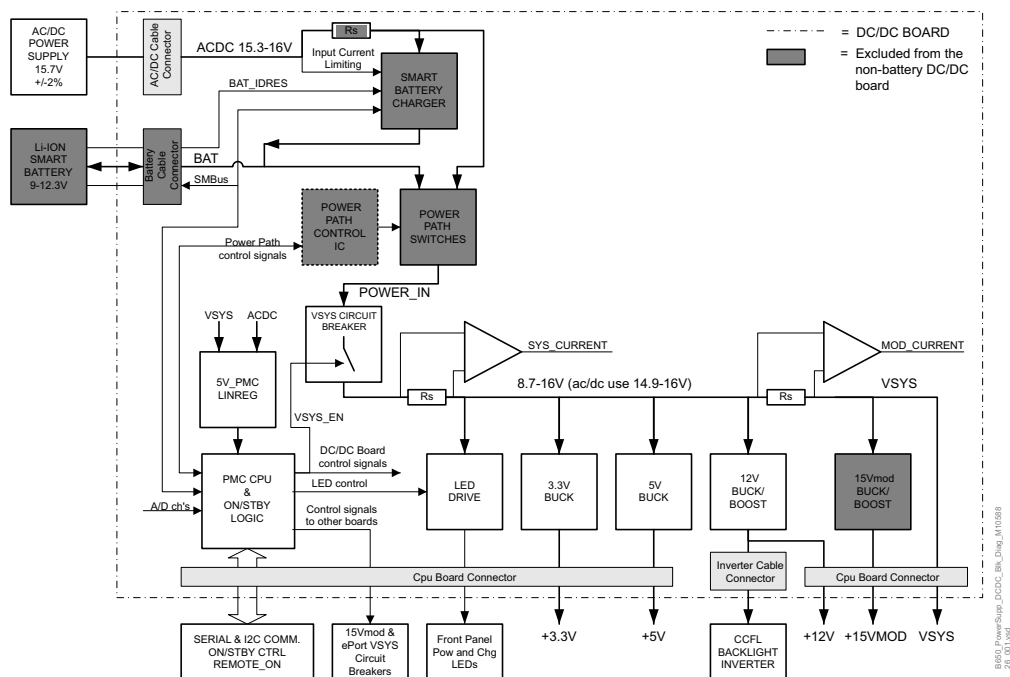 AC/DC
POWER
SUPPLY
15.7V
+/-2%
AC/DC Cable
Connector
ACDC 15.3-16V
Rs
Input Current
Limiting
BAT_IDRES
SMART
BATTERY
CHARGER
= DC/DC BOARD
= Excluded from the
non-battery DC/DC
board
Li-ION
SMART
BATTERY
9-12.3V
Battery
Cable
Connector
BAT
SMBus
POWER
PATH
CONTROL
IC
POWER
PATH
SWITCHES
Power Path
control signals
POWER_IN
VSYS CIRCUIT
BREAKER
VSYS
ACDC
5V_PMC
LINREG
VSYS_EN
SYS_CURRENT
MOD_CURRENT
8.7-16V (ac/dc use 14.9-16V)
VSYS
Rs
Rs
DC/DC Board
control signals
PMC CPU
&
ON/STBY
LOGIC
LED control
A/D ch's
Control signals
to other boards
LED
DRIVE
3.3V
BUCK
5V
BUCK
12V
BUCK/
BOOST
15Vmod
BUCK/
BOOST
Cpu Board Connector
Inverter Cable
Connector
Cpu Board Connector
SERIAL & I2C COMM.
ON/STBY CTRL
REMOTE_ON
15Vmod &
ePort VSYS
Circuit
Breakers
Front Panel
Pow and Chg
LEDs
+3.3V
+5V
CCFL
BACKLIGHT
INVERTER
+12V
+15VMOD
VSYS
B650_PowerSupp_DCDC_Blk_Diag_M10588
26_001.vsd